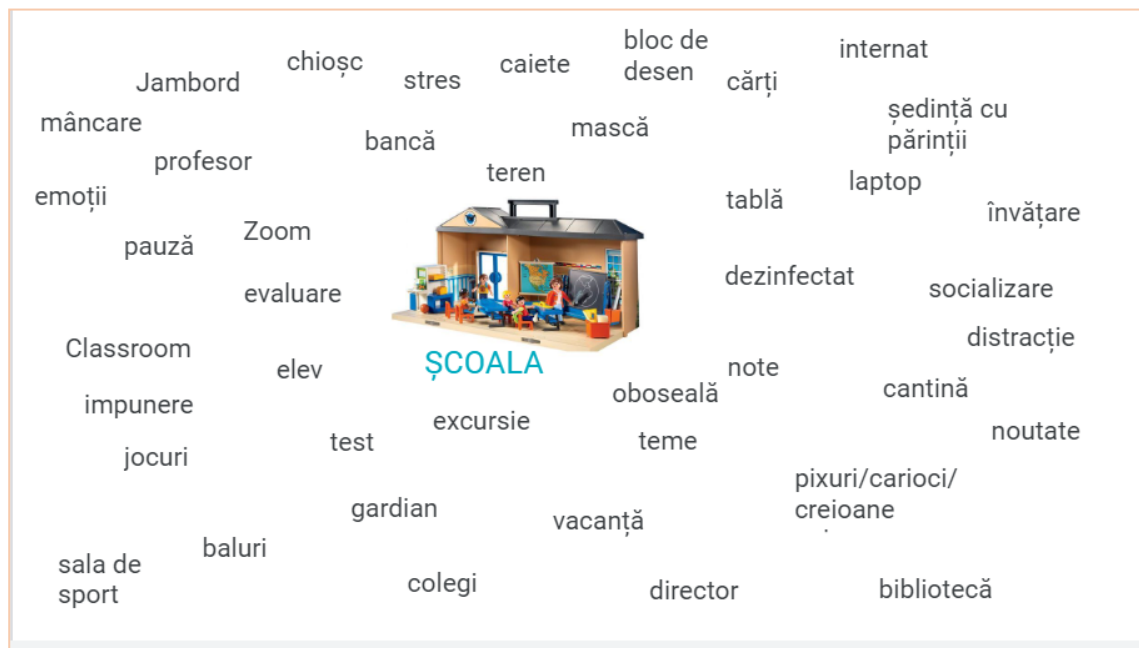 bloc de
desen
internat
chioșc
caiete
Jambord
stres
cărți
ședință cu
părinții
mâncare
mască
bancă
profesor
teren
laptop
emoții
tablă
învățare
Zoom
pauză
dezinfectat
evaluare
socializare
distracție
Classroom
ȘCOALA
elev
note
oboseală
cantină
impunere
excursie
noutate
test
teme
jocuri
pixuri/carioci/
creioane
gardian
vacanță
baluri
sala de
sport
colegi
director
bibliotecă